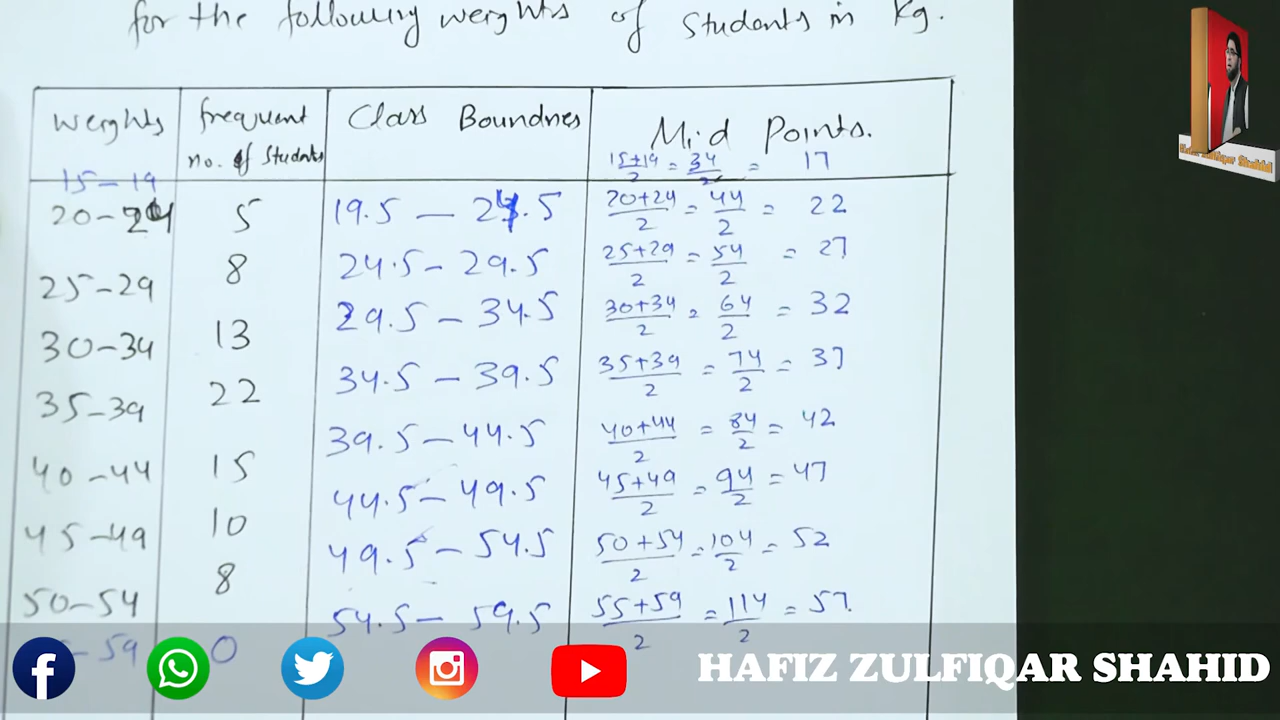 for the following weights of Students in Kg.
Weights frequent Class Boundries Mid Points.
no. of Students
15-19 15+19/2 = 34/2 = 17
20-24 5 19.5 — 24.5 20+24/2 = 44/2 = 22
25-29 8 24.5 - 29.5 25+29/2 = 54/2 = 27
30-34 13 29.5 - 34.5 30+34/2 = 64/2 = 32
35-39 22 34.5 - 39.5 35+39/2 = 74/2 = 37
40-44 15 39.5 - 44.5 40+44/2 = 84/2 = 42
45-49 10 44.5 - 49.5 45+49/2 = 94/2 = 47
50-54 8 49.5 - 54.5 50+54/2 = 104/2 = 52
- 59 0 54.5 - 59.5 55+59/2 = 114/2 = 57
HAFIZ ZULFIQAR SHAHID
Hafiz Zulfiqar Shahid